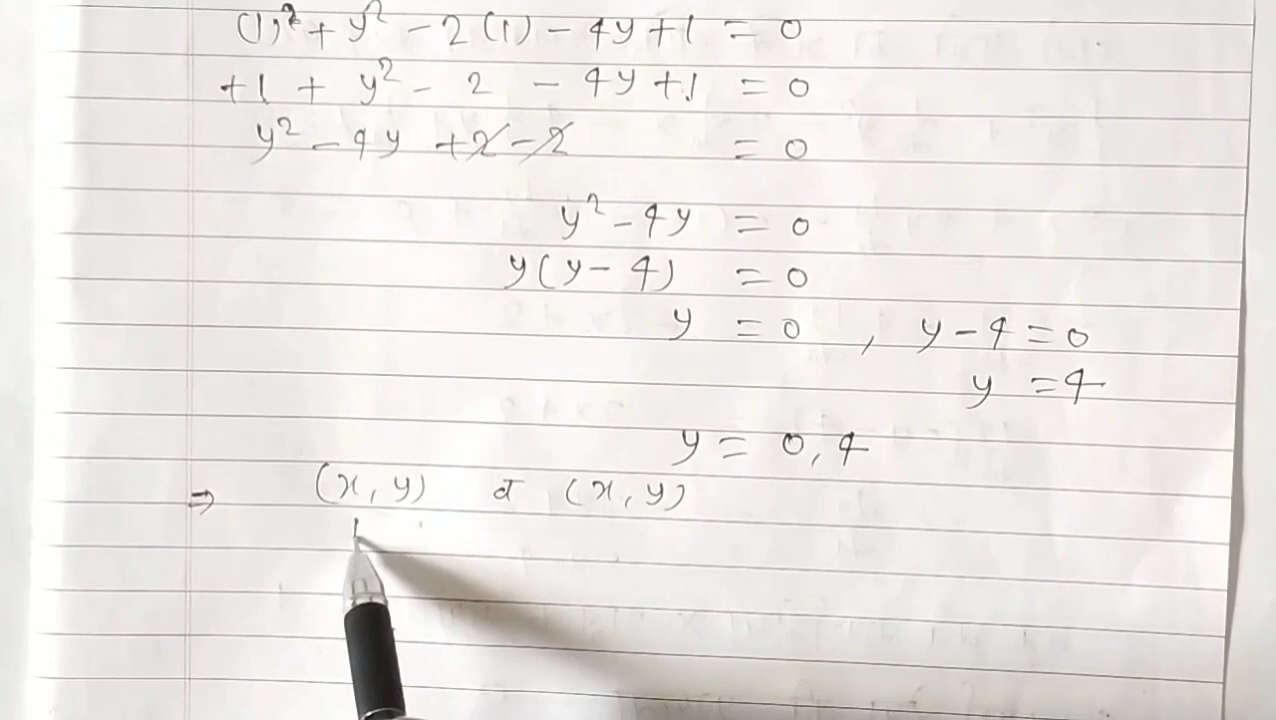 (1)² + y² - 2 (1) - 4y + 1 = 0
+1 + y² - 2 - 4y + 1 = 0
y² - 4y + 2 - 2 = 0
y² - 4y = 0
y (y - 4) = 0
y = 0 , y - 4 = 0
y = 4
y = 0, 4
⇒ (x, y) व (x, y)